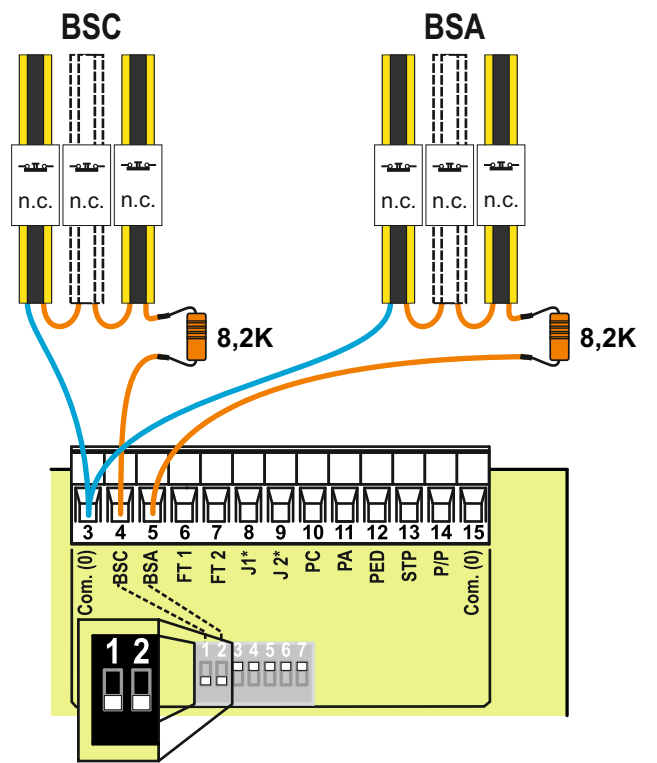 BSC BSA
n.c. n.c. n.c. n.c. n.c. n.c.
8,2K 8,2K
3 4 5 6 7 8 9 10 11 12 13 14 15
Com. (0) BSC BSA FT 1 FT 2 J1* J 2* PC PA PED STP P/P Com. (0)
1 2 1 2 3 4 5 6 7